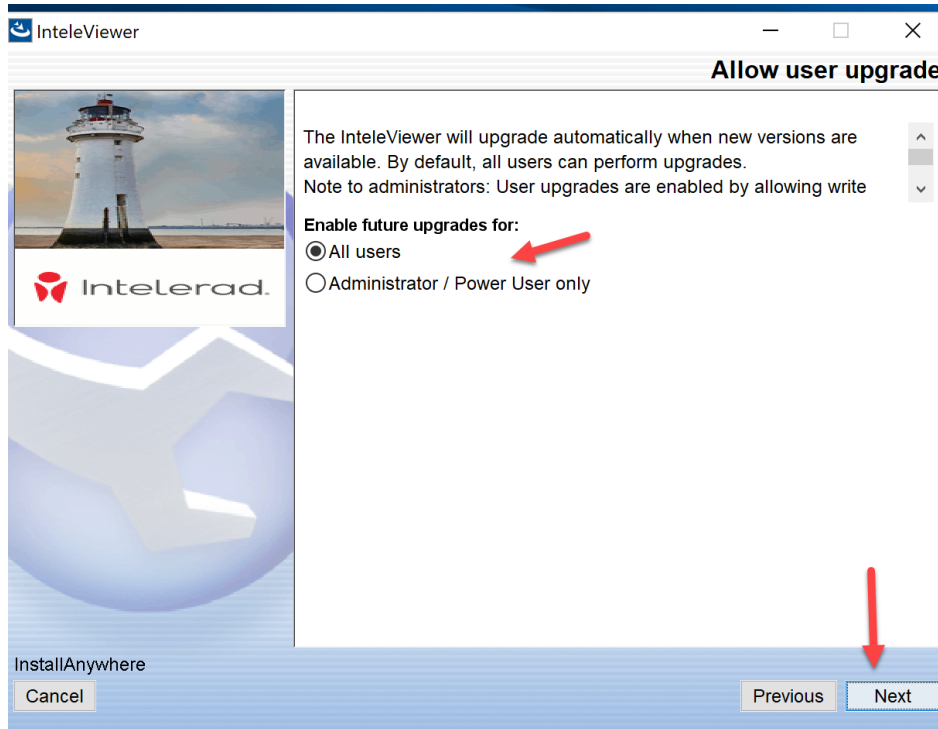 InteleViewer
Allow user upgrade
The InteleViewer will upgrade automatically when new versions are
available. By default, all users can perform upgrades.
Note to administrators: User upgrades are enabled by allowing write
Enable future upgrades for:
All users
Administrator / Power User only
Intelerad.
InstallAnywhere
Cancel
Previous
Next